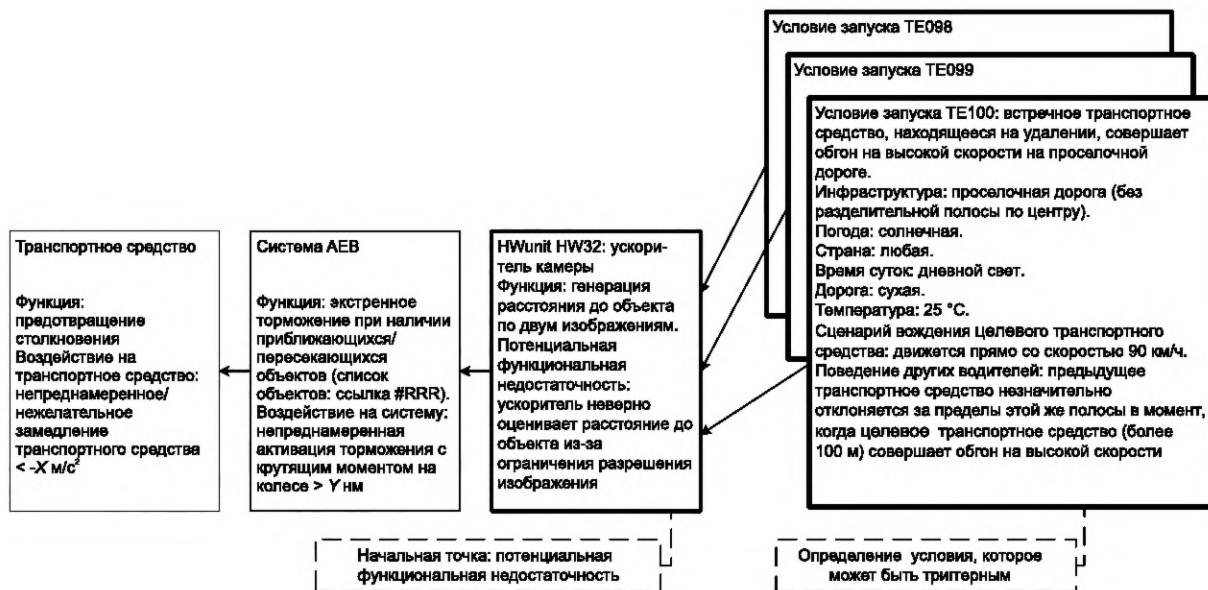 Условие запуска TE098
Условие запуска TE099
Условие запуска TE100: встречное транспортное
средство, находящееся на удалении, совершает
обгон на высокой скорости на проселочной
дороге.
Инфраструктура: проселочная дорога (без
разделительной полосы по центру).
Погода: солнечная.
Страна: любая.
Время суток: дневной свет.
Дорога: сухая.
Температура: 25 °C.
Сценарий вождения целевого транспортного
средства: движется прямо со скоростью 90 км/ч.
Поведение других водителей: предыдущее
транспортное средство незначительно
отклоняется за пределы этой же полосы в момент,
когда целевое транспортное средство (более
100 м) совершает обгон на высокой скорости
Транспортное средство
Функция:
предотвращение
столкновения
Воздействие на
транспортное средство:
непреднамеренное/
нежелательное
замедление
транспортного средства
< -X м/с²
Система AEB
Функция: экстренное
торможение при наличии
приближающихся/
пересекающихся
объектов (список
объектов: ссылка #RRR).
Воздействие на систему:
непреднамеренная
активация торможения с
крутящим моментом на
колесе > Y нм
HWunit HW32: ускори-
тель камеры
Функция: генерация
расстояния до объекта
по двум изображениям.
Потенциальная
функциональная
недостаточность:
ускоритель неверно
оценивает расстояние до
объекта из-за
ограничения разрешения
изображения
Начальная точка: потенциальная
функциональная недостаточность
Определение условия, которое
может быть триггерным